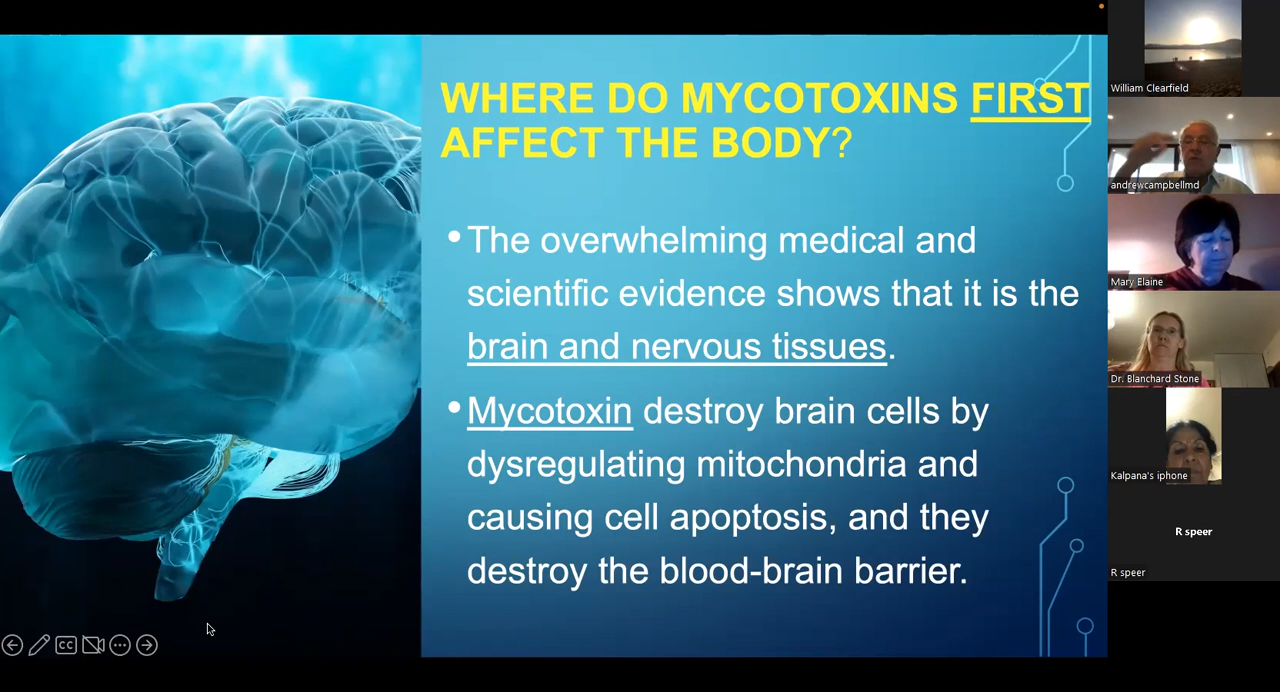 WHERE DO MYCOTOXINS FIRST
AFFECT THE BODY?
• The overwhelming medical and
scientific evidence shows that it is the
brain and nervous tissues.
• Mycotoxin destroy brain cells by
dysregulating mitochondria and
causing cell apoptosis, and they
destroy the blood-brain barrier.
CC
William Clearfield
andrewcampbellmd
Mary Elaine
Dr. Blanchard Stone
Kalpana's iphone
R speer
R speer